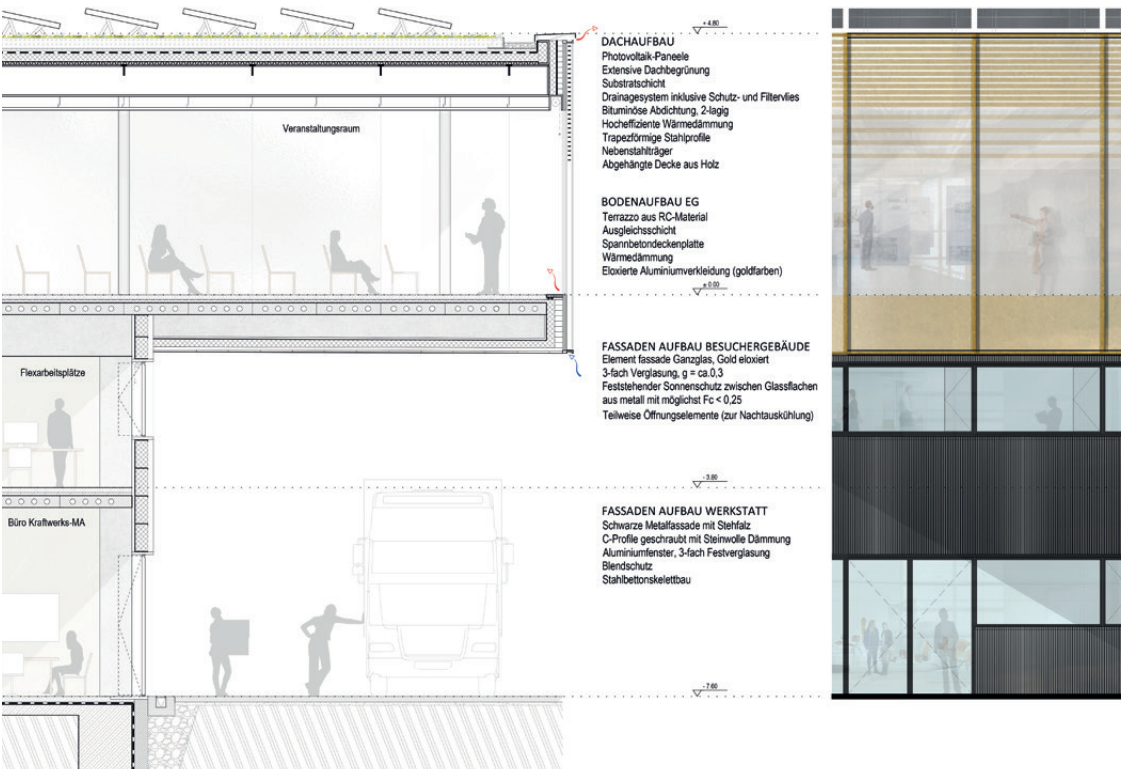 + 4.80
DACHAUFBAU
Photovoltaik-Paneele
Extensive Dachbegrünung
Substratschicht
Drainagesystem inklusive Schutz- und Filtervlies
Bituminöse Abdichtung, 2-lagig
Hocheffiziente Wärmedämmung
Trapezförmige Stahlprofile
Nebenstahlträger
Abgehängte Decke aus Holz
Veranstaltungsraum
BODENAUFBAU EG
Terrazzo aus RC-Material
Ausgleichsschicht
Spannbetondeckenplatte
Wärmedämmung
Eloxierte Aluminiumverkleidung (goldfarben)
± 0.00
FASSADEN AUFBAU BESUCHERGEBÄUDE
Element fassade Ganzglas, Gold eloxiert
3-fach Verglasung, g = ca.0,3
Feststehender Sonnenschutz zwischen Glassflachen
aus metall mit möglichst Fc < 0,25
Teilweise Öffnungselemente (zur Nachtauskühlung)
Flexarbeitsplätze
- 3.80
FASSADEN AUFBAU WERKSTATT
Schwarze Metalfassade mit Stehfalz
C-Profile geschraubt mit Steinwolle Dämmung
Aluminiumfenster, 3-fach Festverglasung
Blendschutz
Stahlbettonskelettbau
Büro Kraftwerks-MA
- 7.60